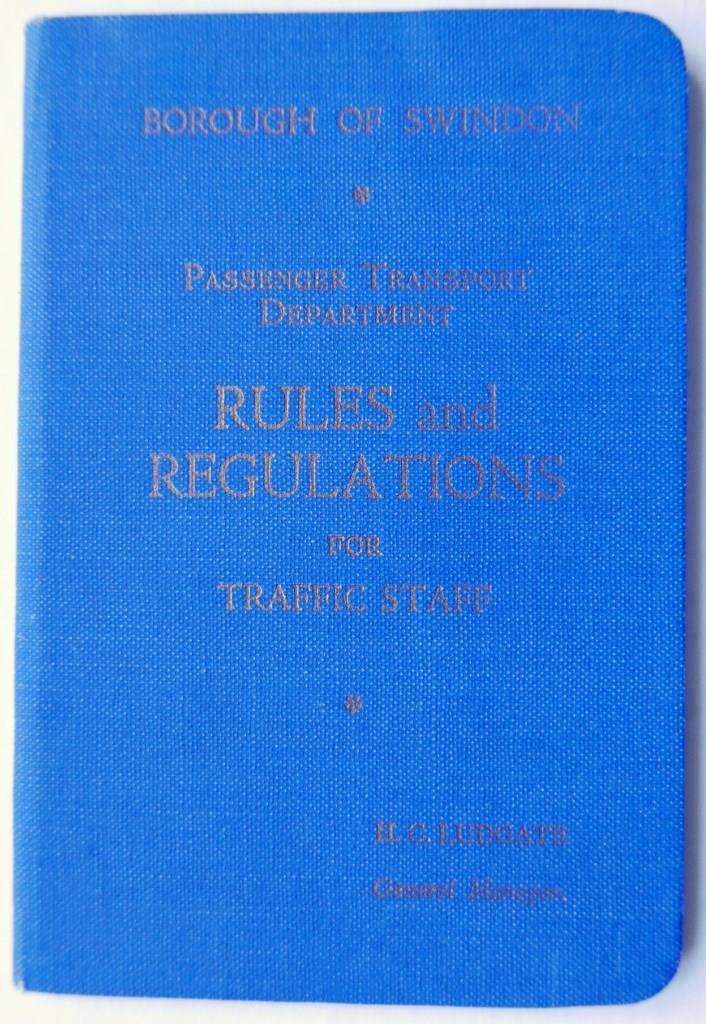 BOROUGH OF SWINDON
PASSENGER TRANSPORT
DEPARTMENT
RULES and
REGULATIONS
FOR
TRAFFIC STAFF
H. C. LUDGATE
General Manager.